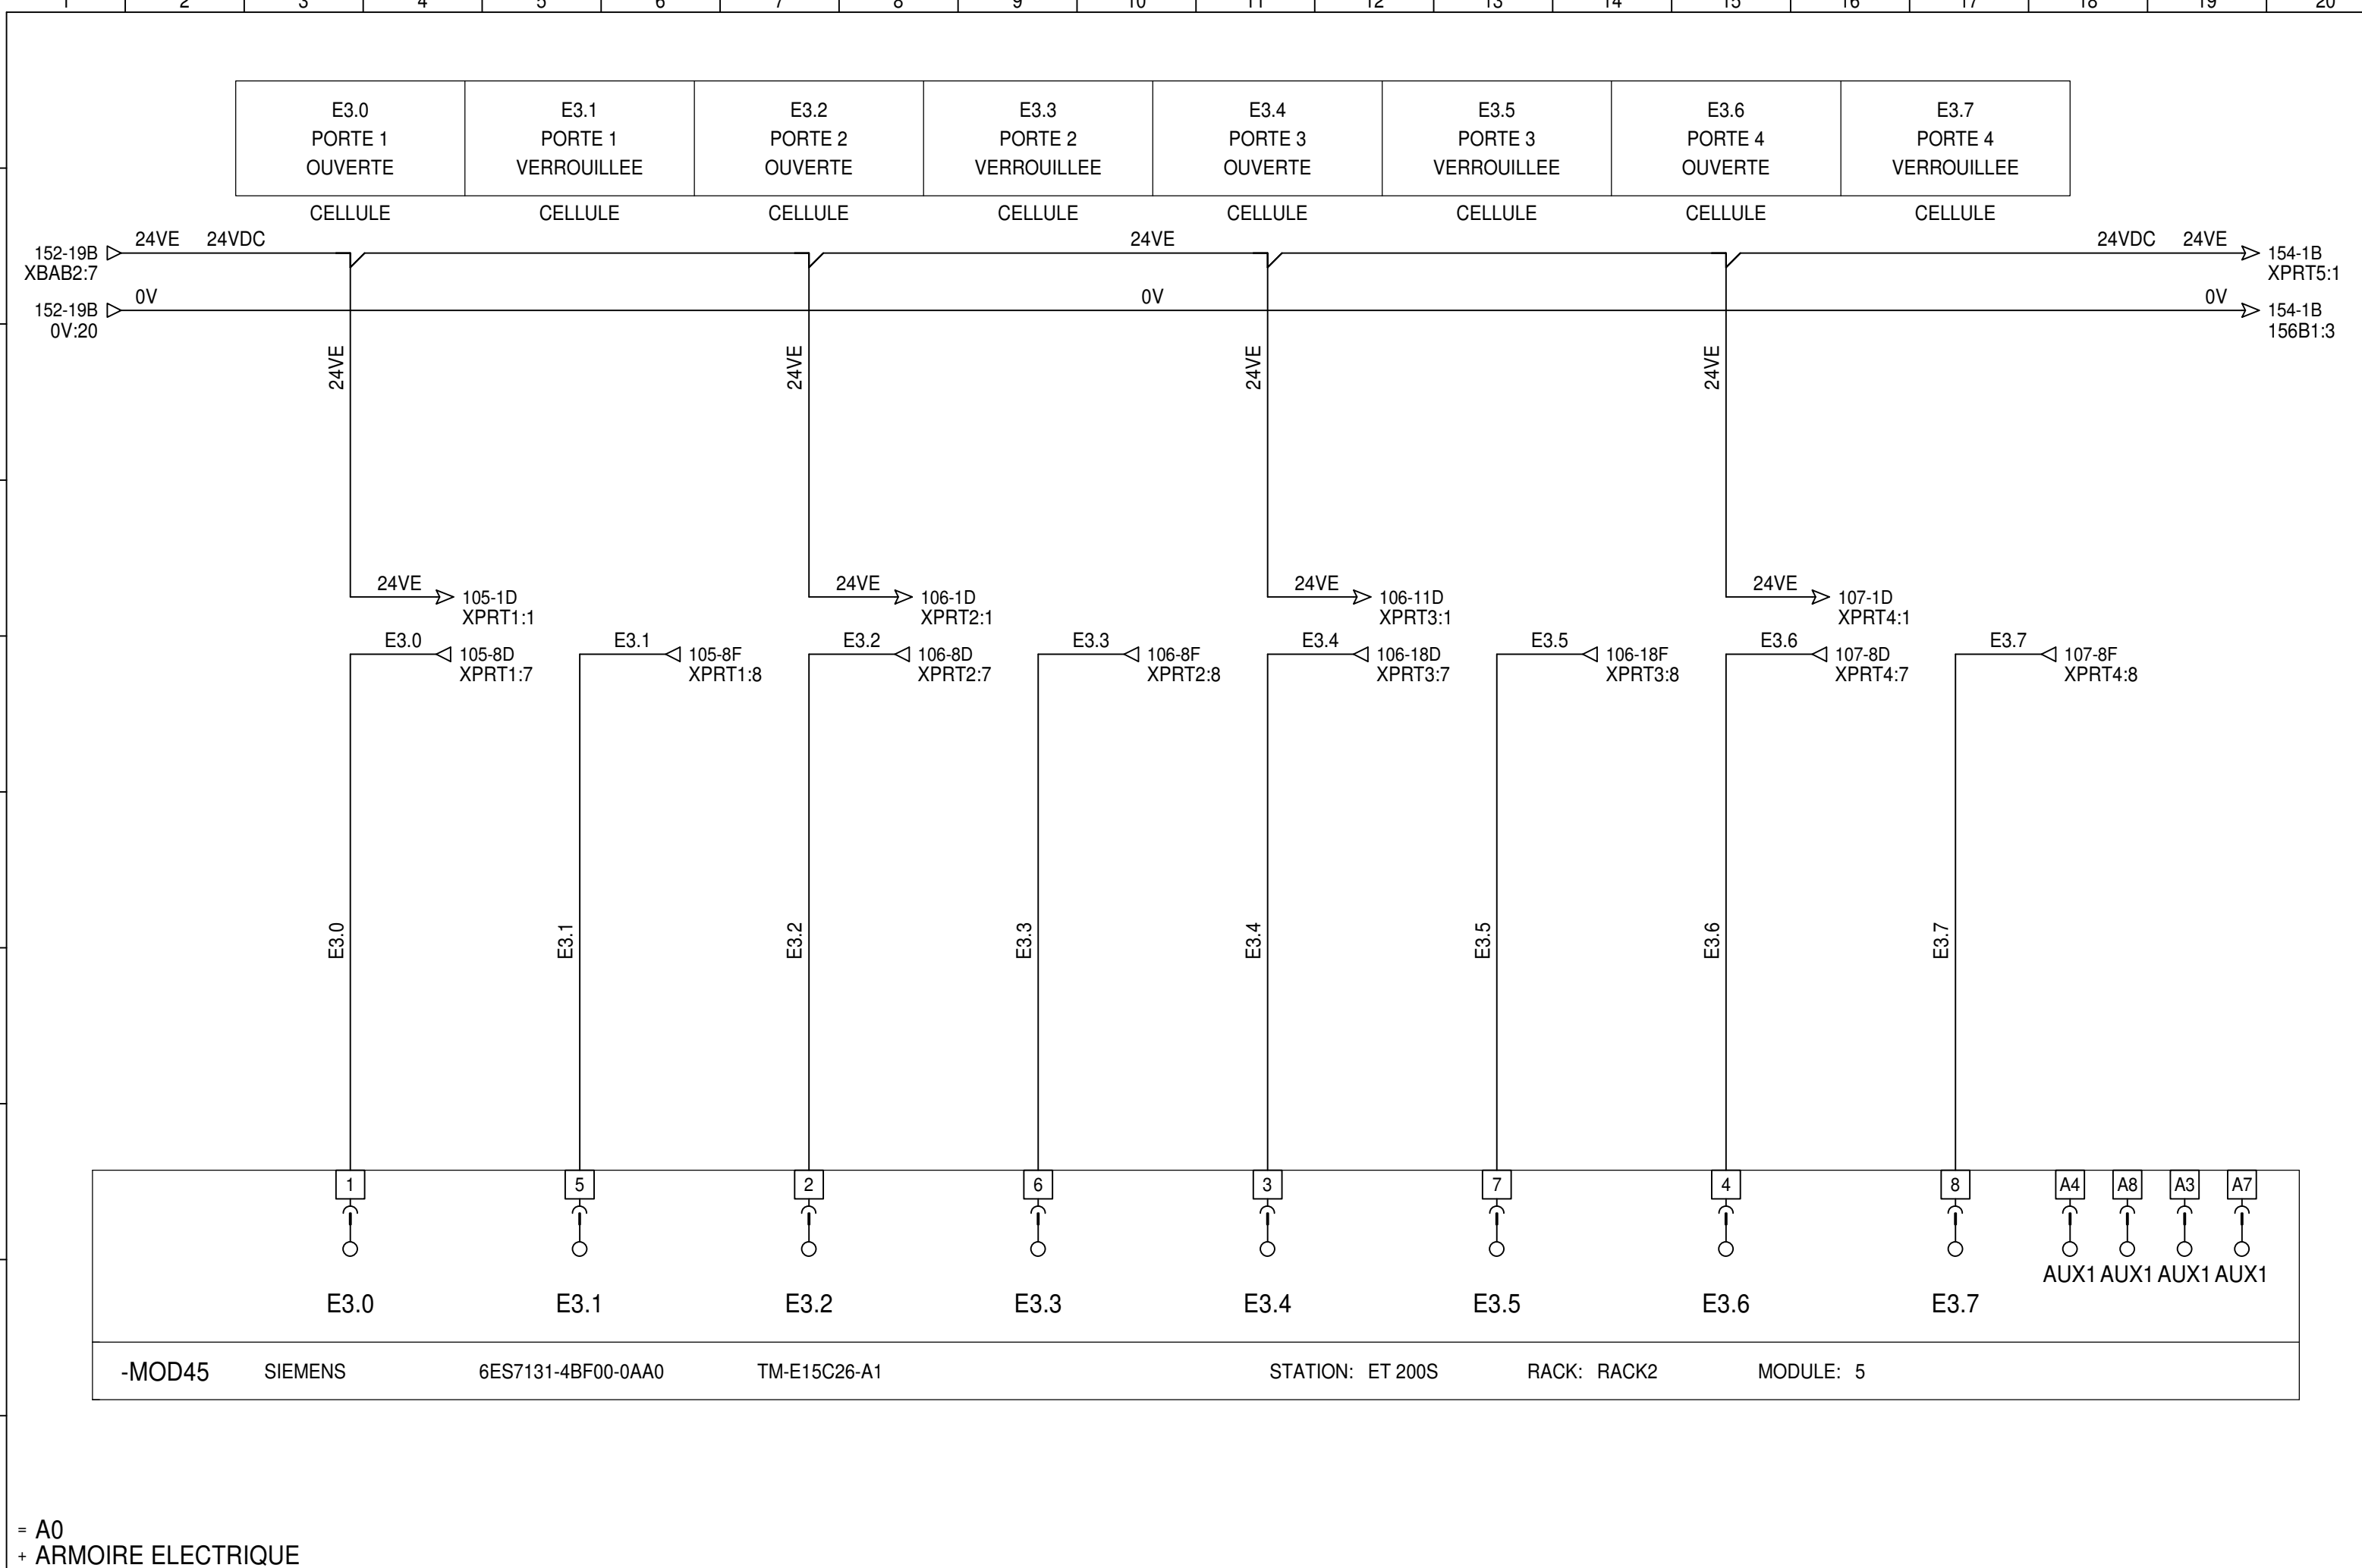 1 2 3 4 5 6 7 8 9 10 11 12 13 14 15 16 17 18 19 20
E3.0 E3.1 E3.2 E3.3 E3.4 E3.5 E3.6 E3.7
PORTE 1 PORTE 1 PORTE 2 PORTE 2 PORTE 3 PORTE 3 PORTE 4 PORTE 4
OUVERTE VERROUILLEE OUVERTE VERROUILLEE OUVERTE VERROUILLEE OUVERTE VERROUILLEE
CELLULE CELLULE CELLULE CELLULE CELLULE CELLULE CELLULE CELLULE
24VE 24VDC 24VE 24VDC 24VE
152-19B 154-1B
XBAB2:7 XPRT5:1
0V 0V 0V
152-19B 154-1B
0V:20 156B1:3
24VE 24VE 24VE 24VE
24VE 24VE 24VE 24VE
105-1D 106-1D 106-11D 107-1D
XPRT1:1 XPRT2:1 XPRT3:1 XPRT4:1
E3.0 E3.1 E3.2 E3.3 E3.4 E3.5 E3.6 E3.7
105-8D 105-8F 106-8D 106-8F 106-18D 106-18F 107-8D 107-8F
XPRT1:7 XPRT1:8 XPRT2:7 XPRT2:8 XPRT3:7 XPRT3:8 XPRT4:7 XPRT4:8
E3.0 E3.1 E3.2 E3.3 E3.4 E3.5 E3.6 E3.7
1 5 2 6 3 7 4 8 A4 A8 A3 A7
AUX1 AUX1 AUX1 AUX1
E3.0 E3.1 E3.2 E3.3 E3.4 E3.5 E3.6 E3.7
-MOD45 SIEMENS 6ES7131-4BF00-0AA0 TM-E15C26-A1 STATION: ET 200S RACK: RACK2 MODULE: 5
= A0
+ ARMOIRE ELECTRIQUE